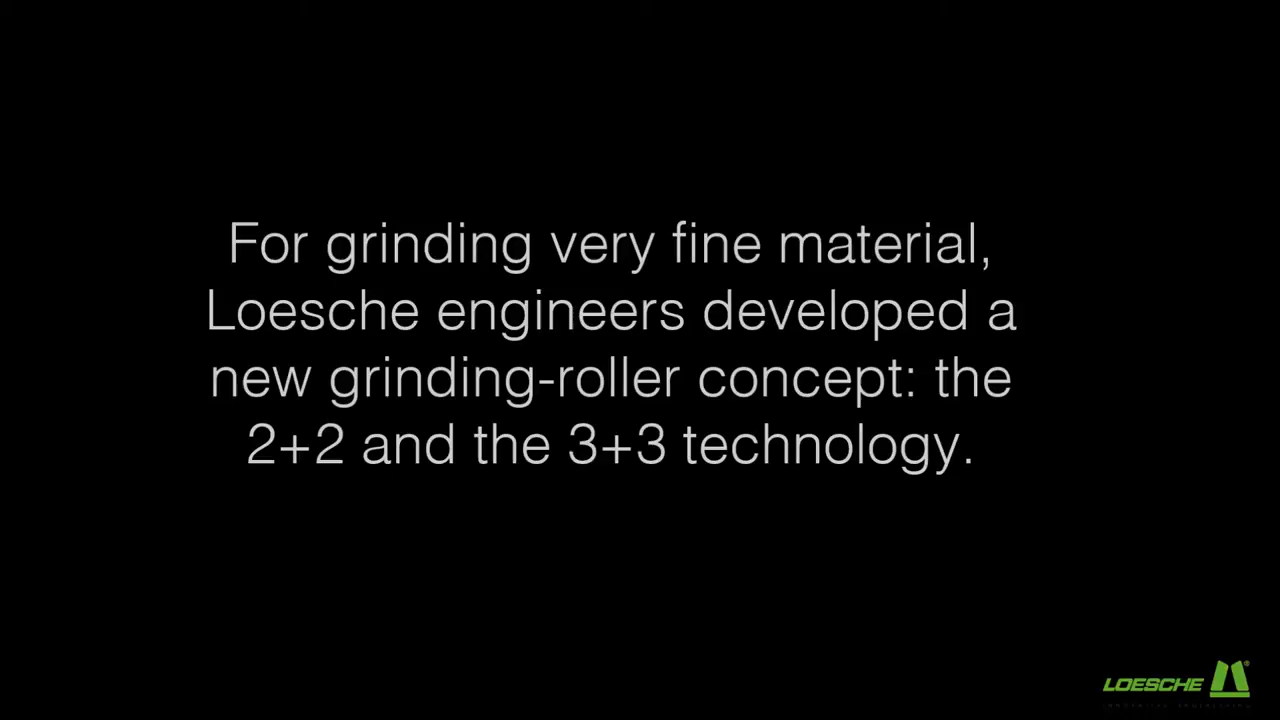 For grinding very fine material,
Loesche engineers developed a
new grinding-roller concept: the
2+2 and the 3+3 technology.
LOESCHE ®